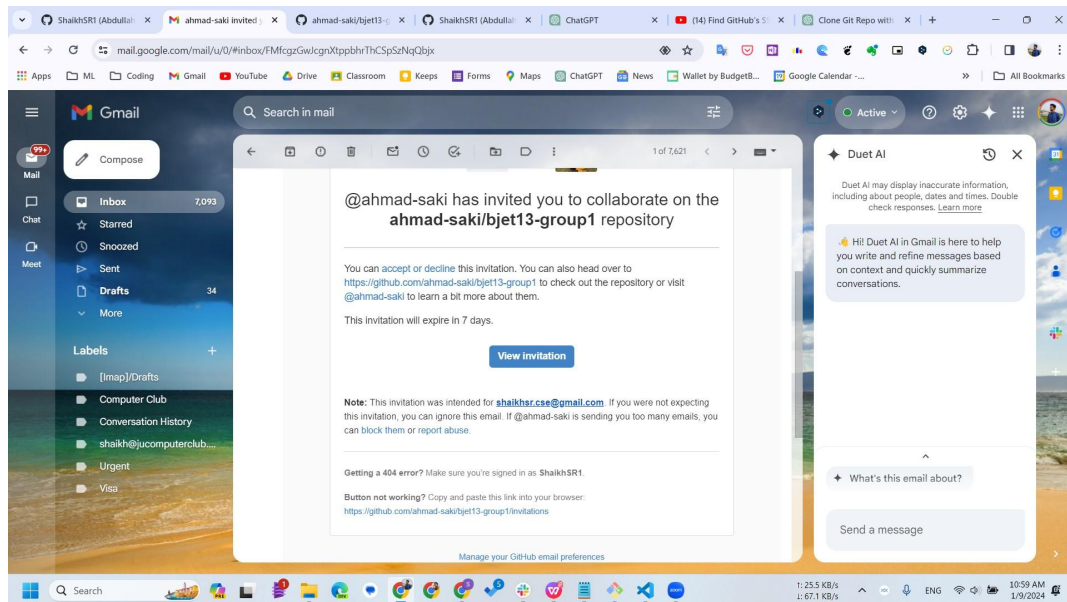 ShaikhSR1 (Abdullah
ahmad-saki invited y
ahmad-saki/bjet13-g
ShaikhSR1 (Abdullah
ChatGPT
(14) Find GitHub's S
Clone Git Repo with
mail.google.com/mail/u/0/#inbox/FMfcgzGwJcgnXtppbhrThCSpSzNqQbjx
Apps ML Coding Gmail YouTube Drive Classroom Keeps Forms Maps ChatGPT News Wallet by BudgetB... Google Calendar -... » All Bookmarks
Gmail
Search in mail
Active
99+
Mail
Chat
Meet
Compose
Inbox 7,093
Starred
Snoozed
Sent
Drafts 34
More
Labels
[Imap]/Drafts
Computer Club
Conversation History
shaikh@jucomputerclub....
Urgent
Visa
1 of 7,621
@ahmad-saki has invited you to collaborate on the
ahmad-saki/bjet13-group1 repository
You can accept or decline this invitation. You can also head over to
https://github.com/ahmad-saki/bjet13-group1 to check out the repository or visit
@ahmad-saki to learn a bit more about them.
This invitation will expire in 7 days.
View invitation
Note: This invitation was intended for shaikhsr.cse@gmail.com. If you were not expecting
this invitation, you can ignore this email. If @ahmad-saki is sending you too many emails, you
can block them or report abuse.
Getting a 404 error? Make sure you're signed in as ShaikhSR1.
Button not working? Copy and paste this link into your browser:
https://github.com/ahmad-saki/bjet13-group1/invitations
Manage your GitHub email preferences
Duet AI
Duet AI may display inaccurate information,
including about people, dates and times. Double
check responses. Learn more
👋 Hi! Duet AI in Gmail is here to help
you write and refine messages based
on context and quickly summarize
conversations.
What's this email about?
Send a message
Search
↑: 25.5 KB/s
↓: 67.1 KB/s
ENG
10:59 AM
1/9/2024